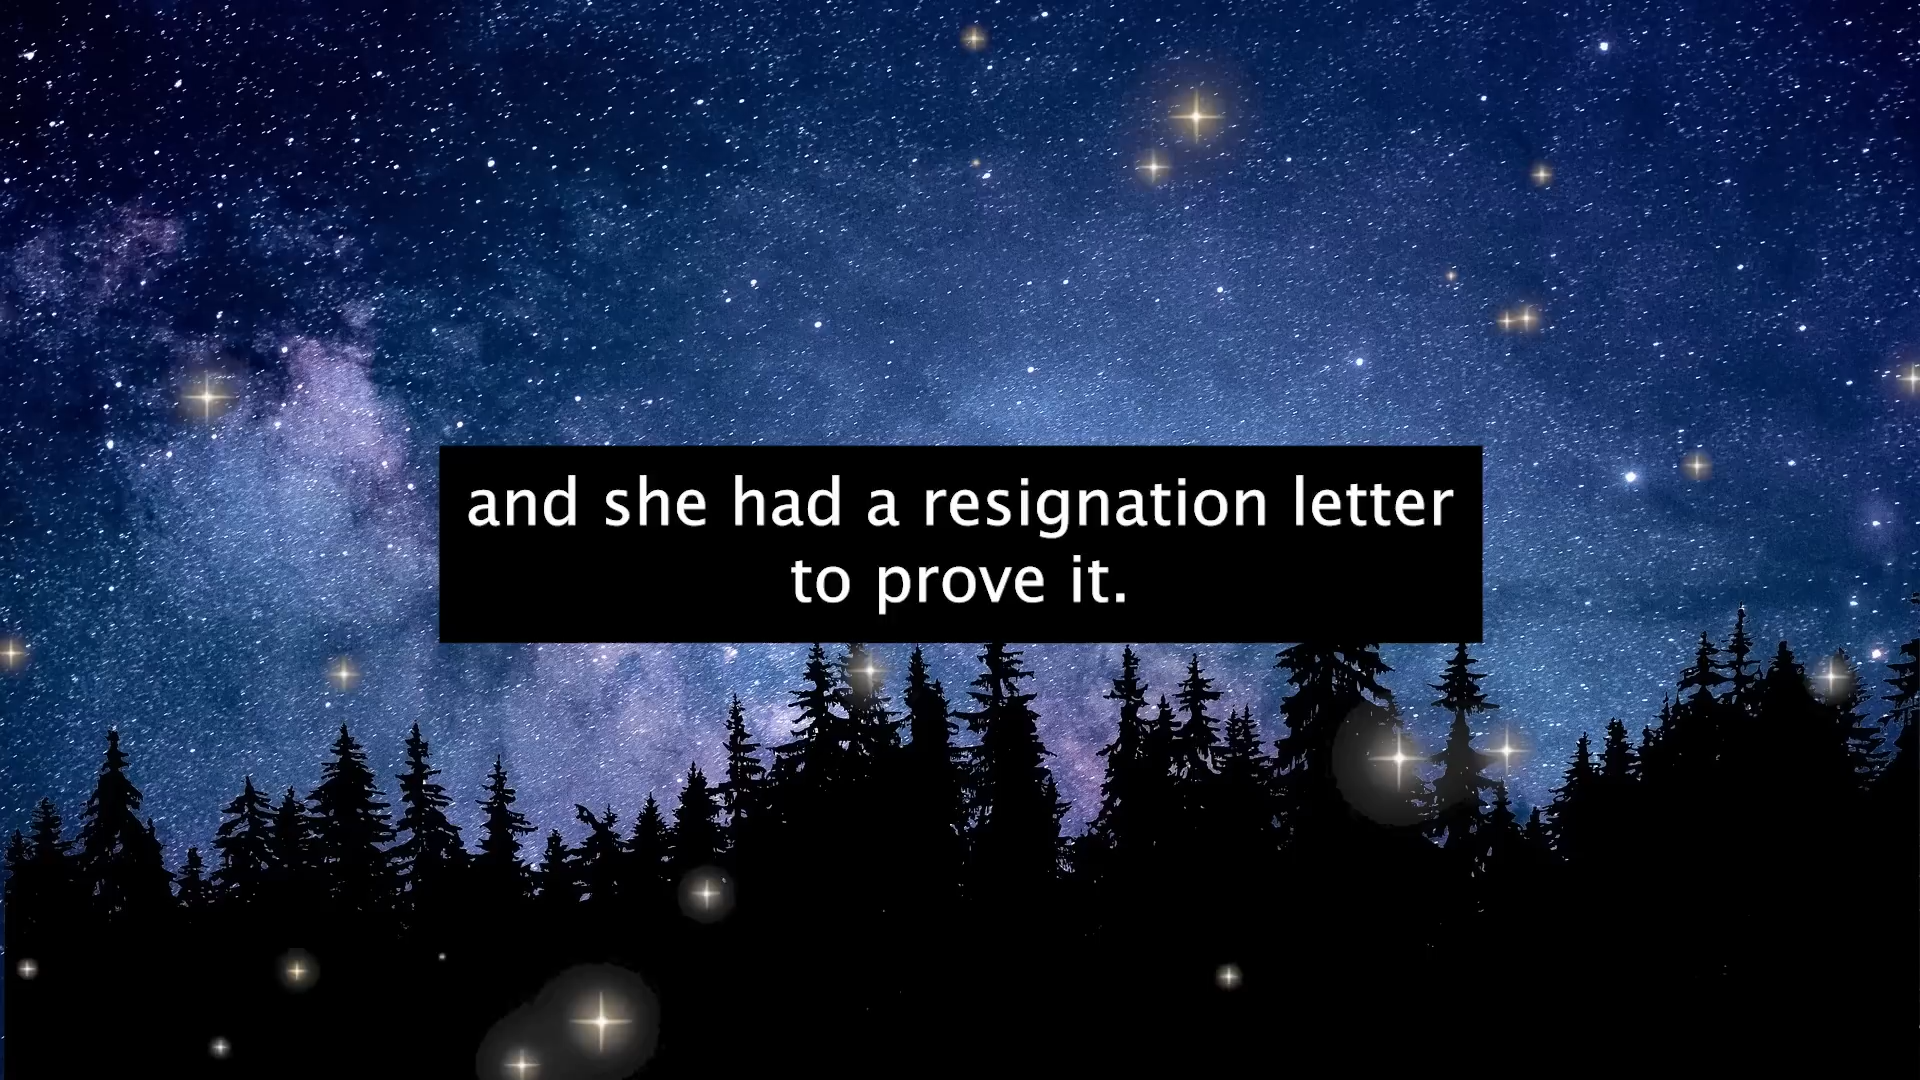 and she had a resignation letter
to prove it.